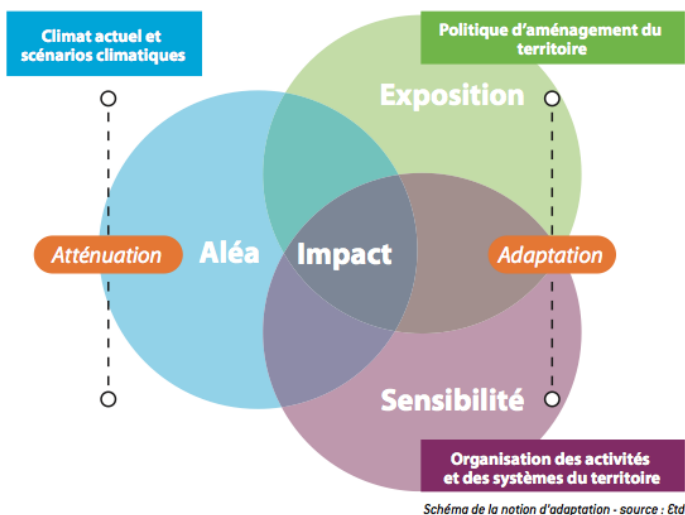 Climat actuel et
scénarios climatiques
Politique d'aménagement du
territoire
Exposition
Atténuation
Aléa
Impact
Adaptation
Sensibilité
Organisation des activités
et des systèmes du territoire
Schéma de la notion d'adaptation - source : Etd